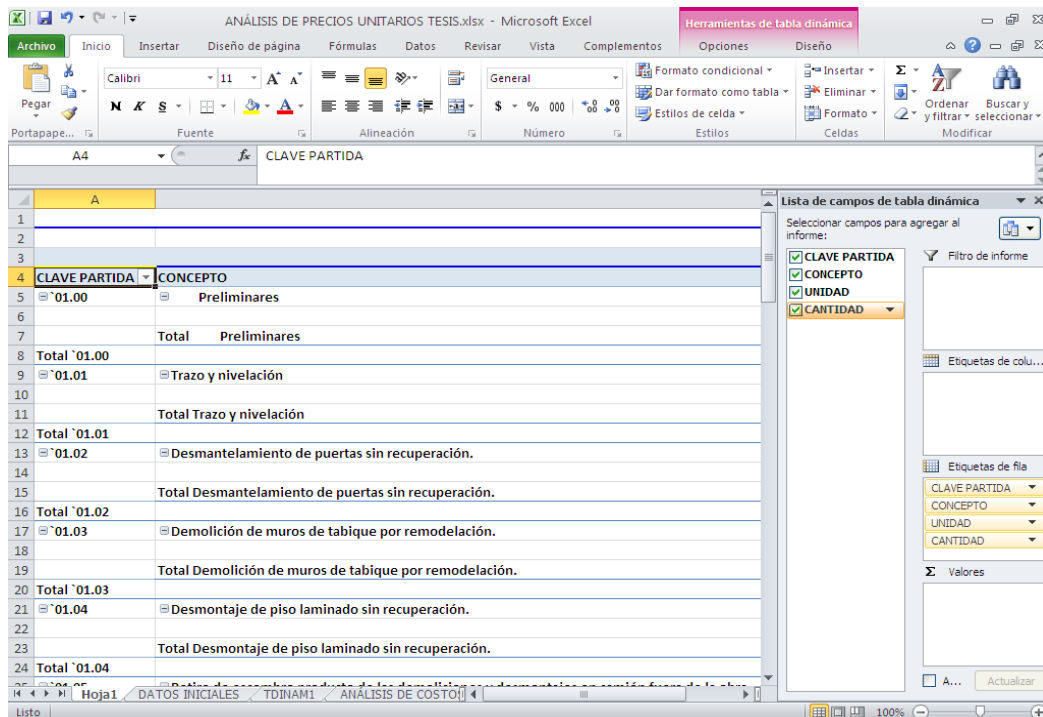 ANÁLISIS DE PRECIOS UNITARIOS TESIS.xlsx - Microsoft Excel
Herramientas de tabla dinámica
Archivo Inicio Insertar Diseño de página Fórmulas Datos Revisar Vista Complementos Opciones Diseño
Pegar
Calibri 11
N K S
General
$ % 000
Formato condicional
Dar formato como tabla
Estilos de celda
Insertar
Eliminar
Formato
Ordenar y filtrar
Buscar y seleccionar
Portapape... Fuente Alineación Número Estilos Celdas Modificar
A4 fx CLAVE PARTIDA
A
1
2
3
4 CLAVE PARTIDA CONCEPTO
5 `01.00 Preliminares
6
7 Total Preliminares
8 Total `01.00
9 `01.01 Trazo y nivelación
10
11 Total Trazo y nivelación
12 Total `01.01
13 `01.02 Desmantelamiento de puertas sin recuperación.
14
15 Total Desmantelamiento de puertas sin recuperación.
16 Total `01.02
17 `01.03 Demolición de muros de tabique por remodelación.
18
19 Total Demolición de muros de tabique por remodelación.
20 Total `01.03
21 `01.04 Desmontaje de piso laminado sin recuperación.
22
23 Total Desmontaje de piso laminado sin recuperación.
24 Total `01.04
Hoja1 DATOS INICIALES TDINAM1 ANÁLISIS DE COSTO
Listo 100%
Lista de campos de tabla dinámica
Seleccionar campos para agregar al informe:
CLAVE PARTIDA
CONCEPTO
UNIDAD
CANTIDAD
Filtro de informe
Etiquetas de colu...
Etiquetas de fila
CLAVE PARTIDA
CONCEPTO
UNIDAD
CANTIDAD
Σ Valores
A... Actualizar